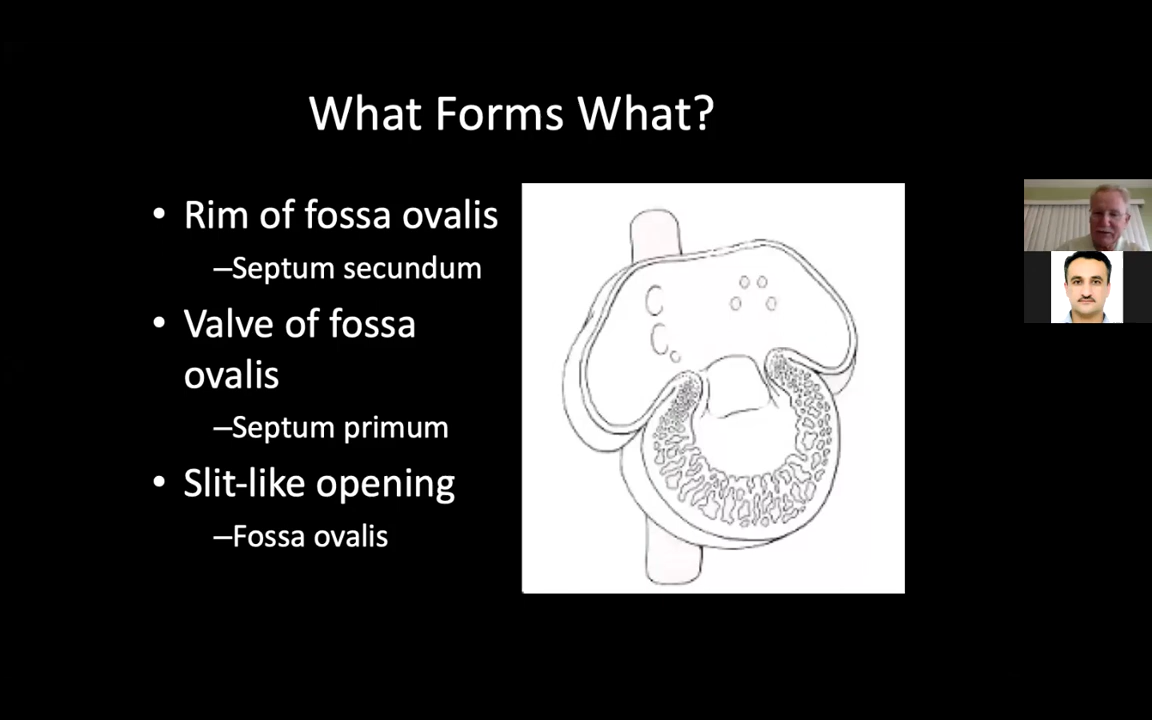 What Forms What?
• Rim of fossa ovalis
–Septum secundum
• Valve of fossa
ovalis
–Septum primum
• Slit-like opening
–Fossa ovalis